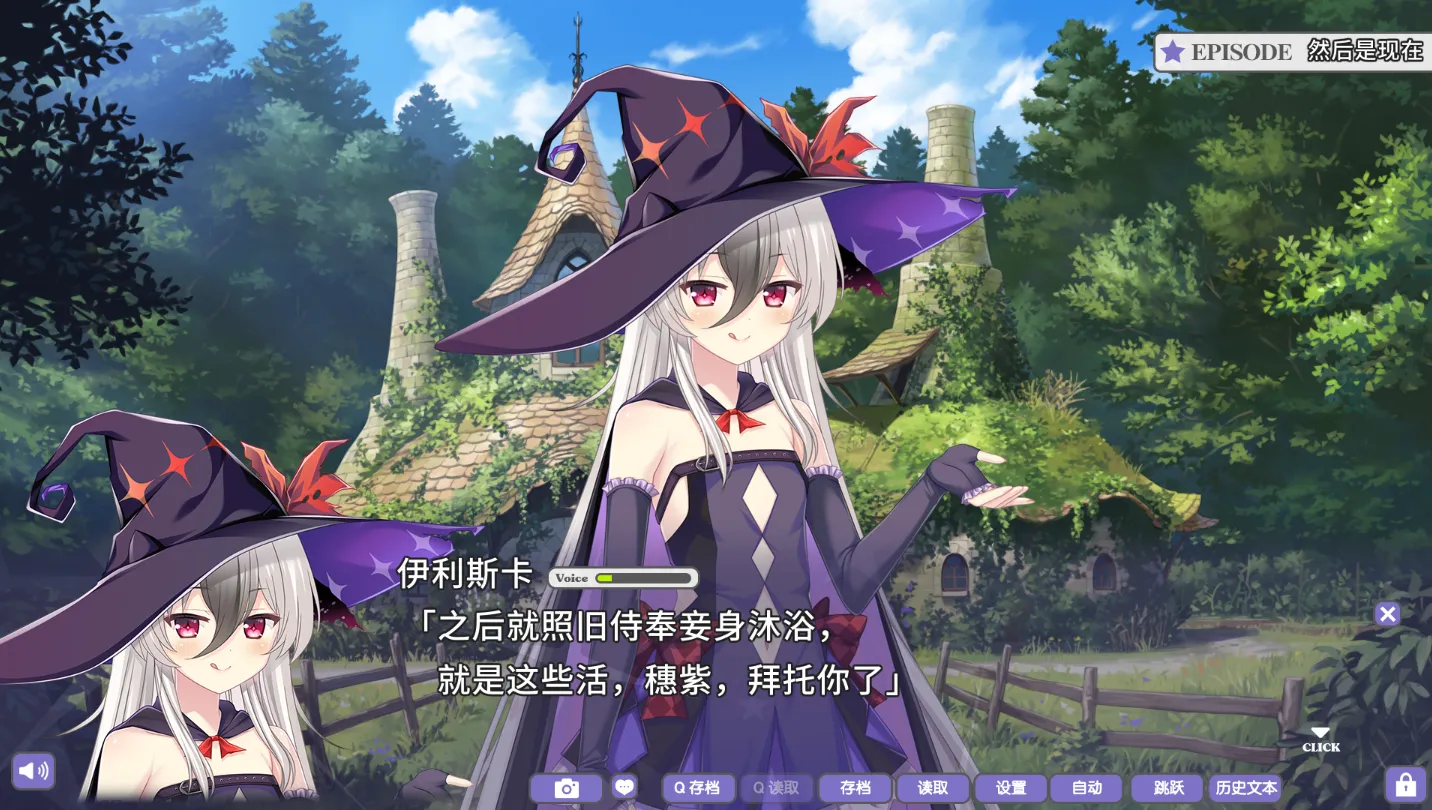 EPISODE 然后是现在
伊利斯卡 Voice
「之后就照旧侍奉妾身沐浴，
就是这些活，穗紫，拜托你了」
CLICK
Q 存档 Q 读取 存档 读取 设置 自动 跳跃 历史文本